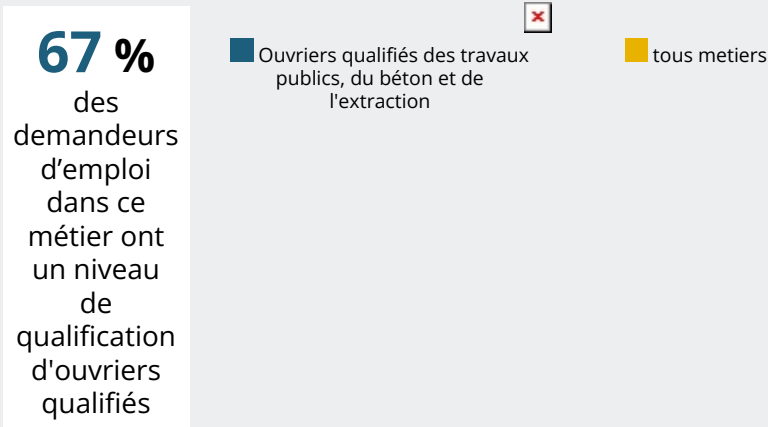 67 %
des
demandeurs
d’emploi
dans ce
métier ont
un niveau
de
qualification
d'ouvriers
qualifiés
Ouvriers qualifiés des travaux
publics, du béton et de
l'extraction
tous metiers